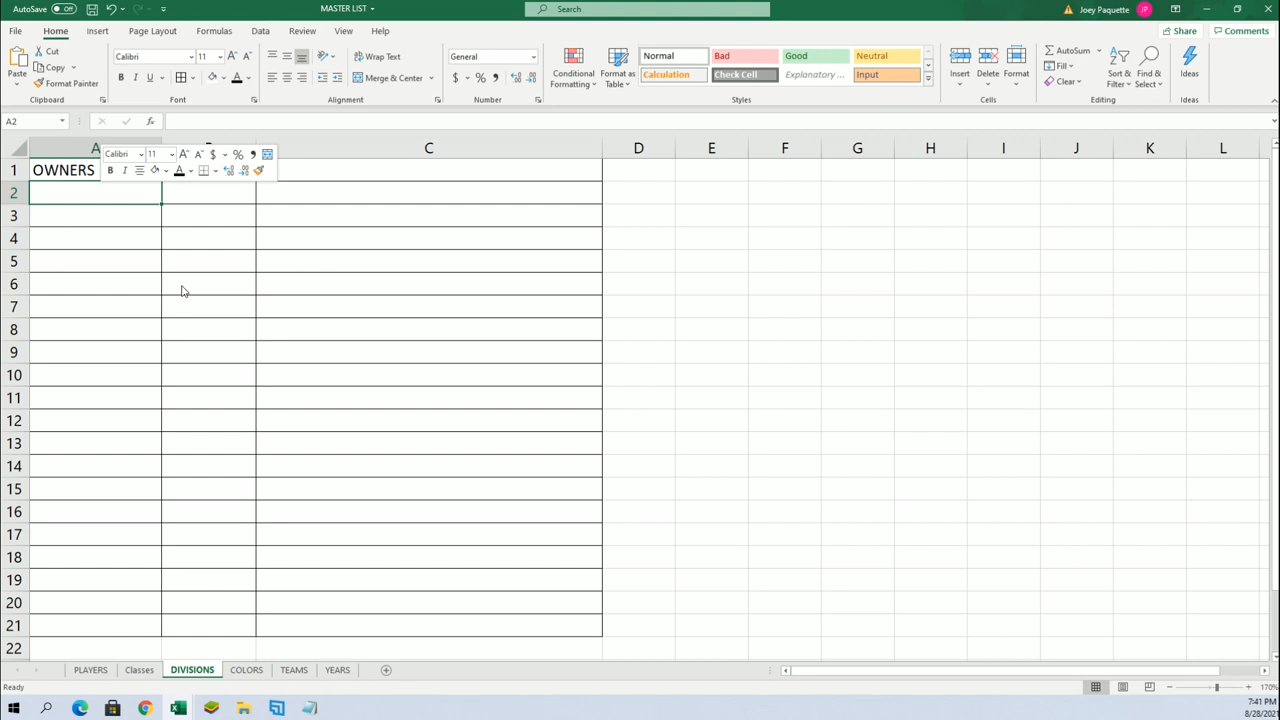 AutoSave Off MASTER LIST Search Joey Paquette JP
File Home Insert Page Layout Formulas Data Review View Help Share Comments
Paste Cut Copy Format Painter Clipboard
Calibri 11 B I U A Font
Wrap Text Merge & Center Alignment
General $ % Number
Conditional Formatting Format as Table
Normal Bad Good Neutral
Calculation Check Cell Explanatory ... Input
Styles
Insert Delete Format Cells
AutoSum Fill Clear Sort & Filter Find & Select Editing
Ideas Ideas
A2 fx
A C D E F G H I J K L
Calibri 11 $ %
B I A
1 OWNERS
2
3
4
5
6
7
8
9
10
11
12
13
14
15
16
17
18
19
20
21
22
PLAYERS Classes DIVISIONS COLORS TEAMS YEARS
Ready 170%
7:41 PM